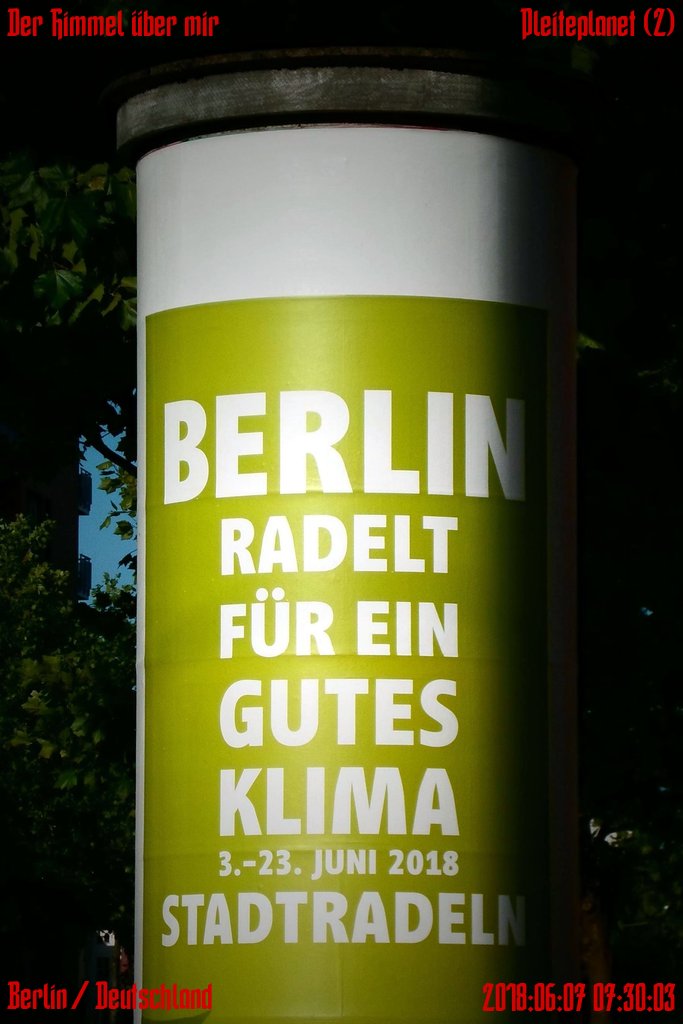 Der Himmel über mir
Pleiteplanet (2)
BERLIN
RADELT
FÜR EIN
GUTES
KLIMA
3.–23. JUNI 2018
STADTRADELN
Berlin / Deutschland
2018:06:07 07:30:03